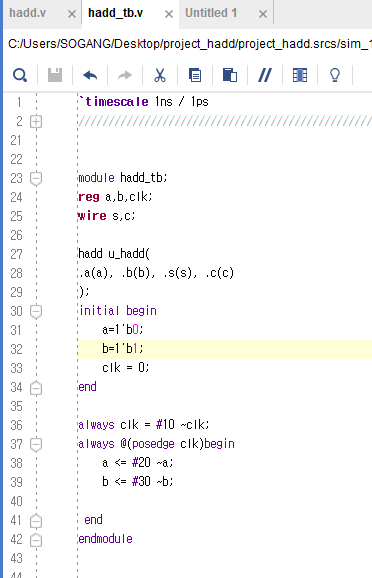 hadd.v × hadd_tb.v × Untitled 1 ×
C:/Users/SOGANG/Desktop/project_hadd/project_hadd.srcs/sim_1
1 `timescale 1ns / 1ps
2 ////////////////////////////////////////////////
21
22
23 module hadd_tb;
24 reg a,b,clk;
25 wire s,c;
26
27 hadd u_hadd(
28 .a(a), .b(b), .s(s), .c(c)
29 );
30 initial begin
31 a=1'b0;
32 b=1'b1;
33 clk = 0;
34 end
35
36 always clk = #10 ~clk;
37 always @(posedge clk)begin
38 a <= #20 ~a;
39 b <= #30 ~b;
40
41 end
42 endmodule
43
44